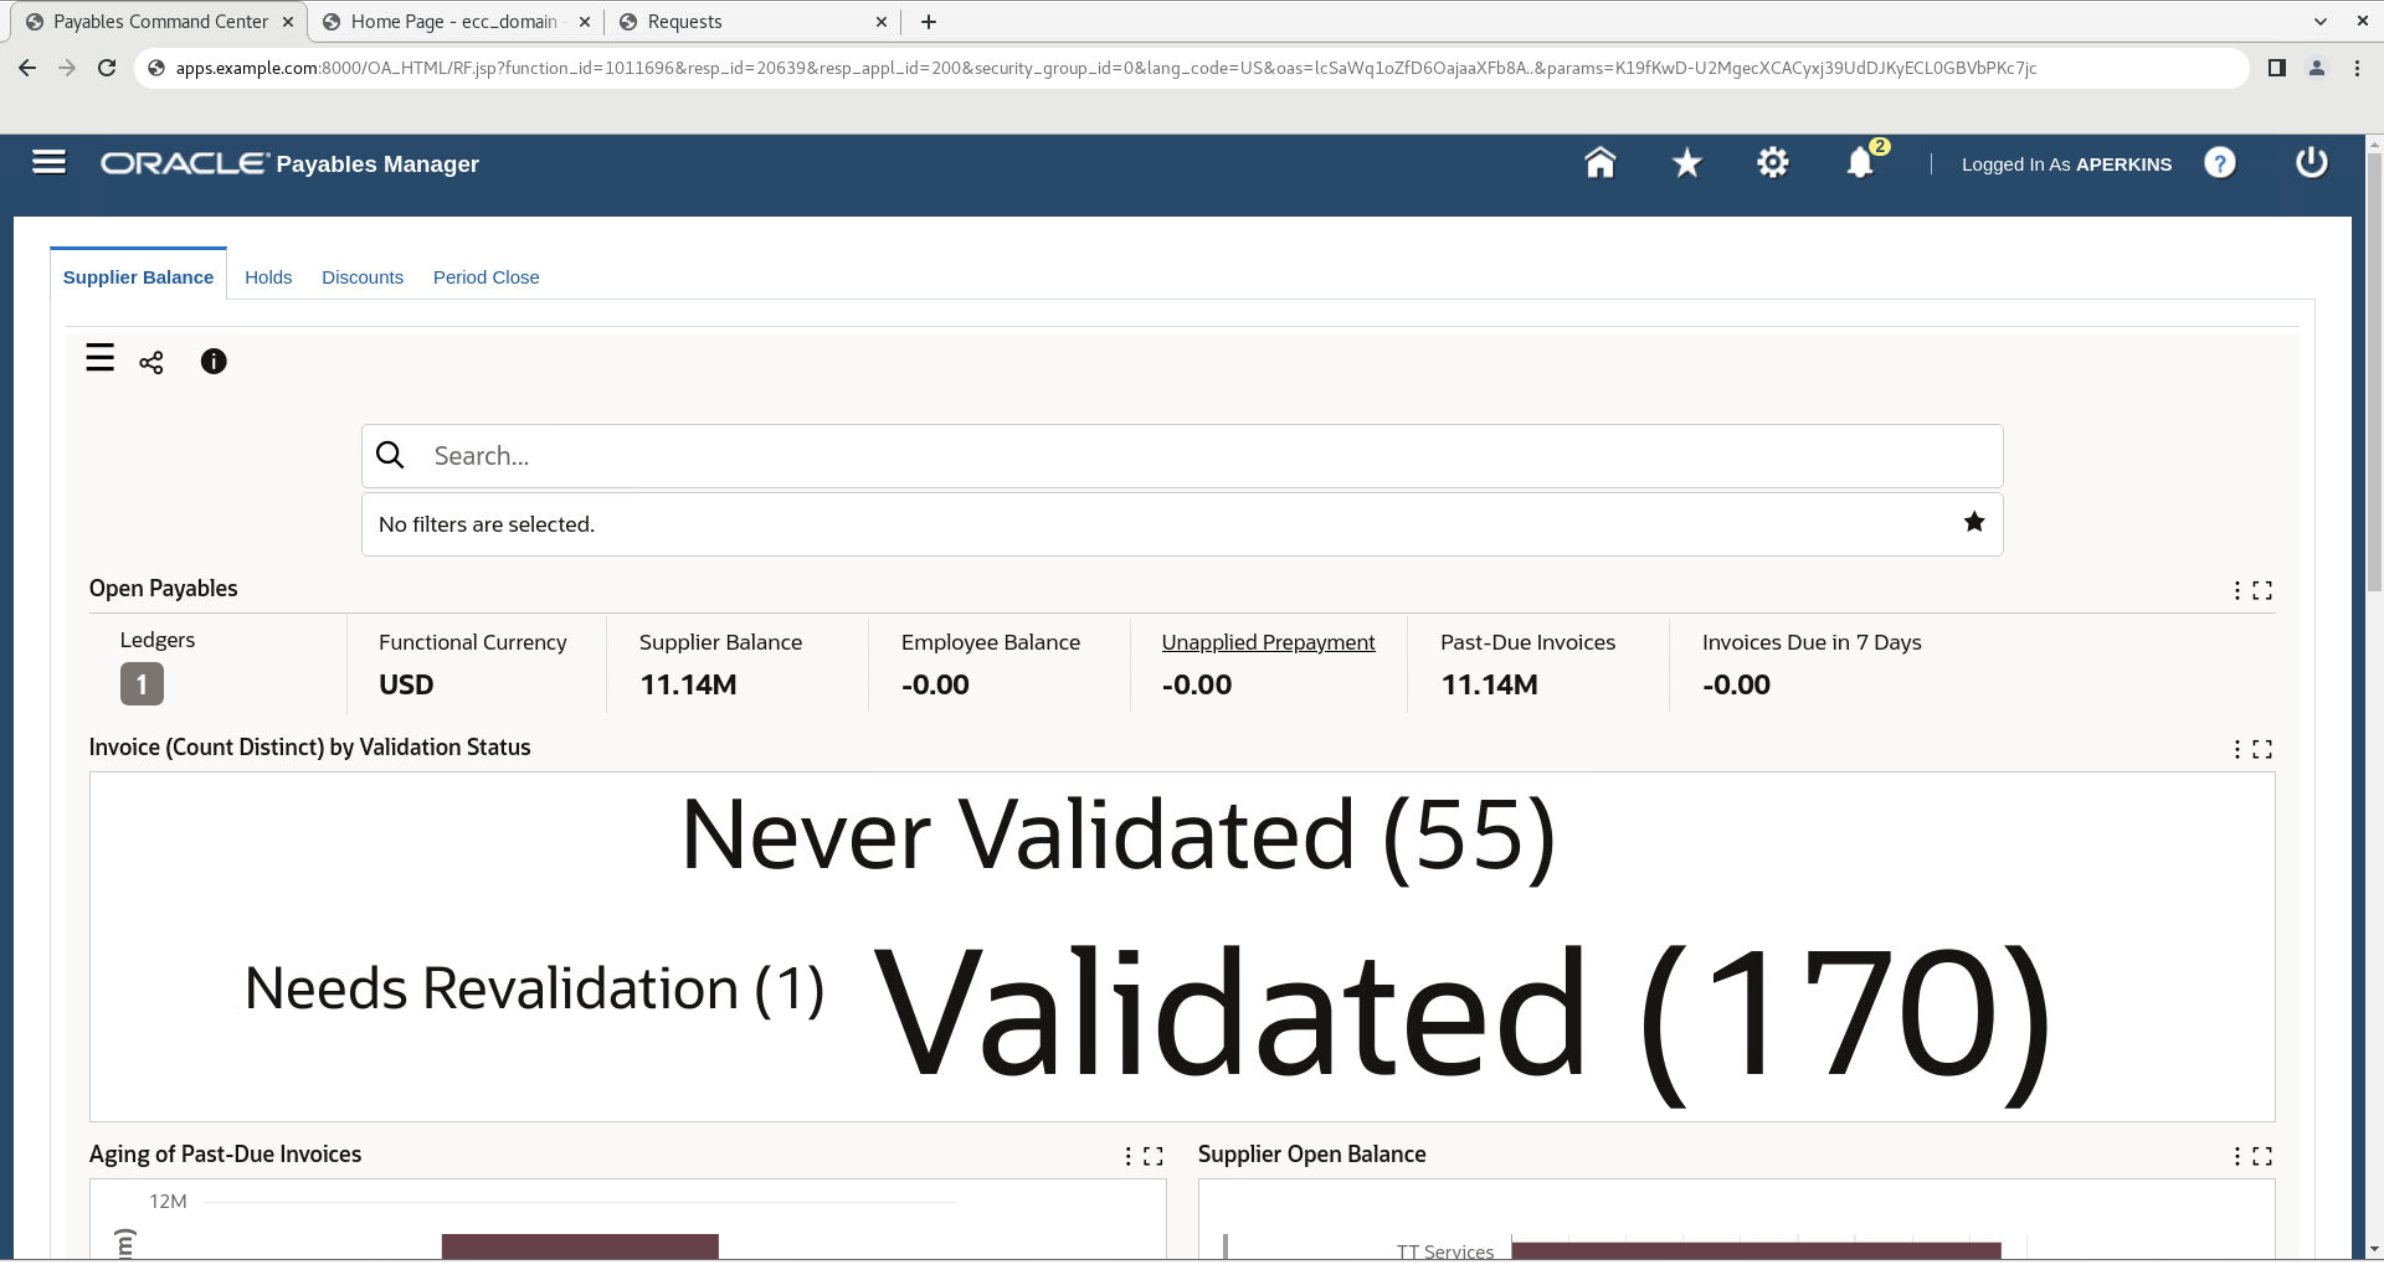 Payables Command Center
Home Page - ecc_domain
Requests
apps.example.com:8000/OA_HTML/RF.jsp?function_id=1011696&resp_id=20639&resp_appl_id=200&security_group_id=0&lang_code=US&oas=lcSaWq1oZfD6OajaaXFb8A..&params=K19fKwD-U2MgecXCACyxj39UdDJKyECL0GBVbPKc7jc
ORACLE Payables Manager
2
Logged In As APERKINS
?
Supplier Balance
Holds
Discounts
Period Close
i
Search...
No filters are selected.
Open Payables
Ledgers
1
Functional Currency
USD
Supplier Balance
11.14M
Employee Balance
-0.00
Unapplied Prepayment
-0.00
Past-Due Invoices
11.14M
Invoices Due in 7 Days
-0.00
Invoice (Count Distinct) by Validation Status
Never Validated (55)
Needs Revalidation (1)
Validated (170)
Aging of Past-Due Invoices
12M
Supplier Open Balance
TT Services